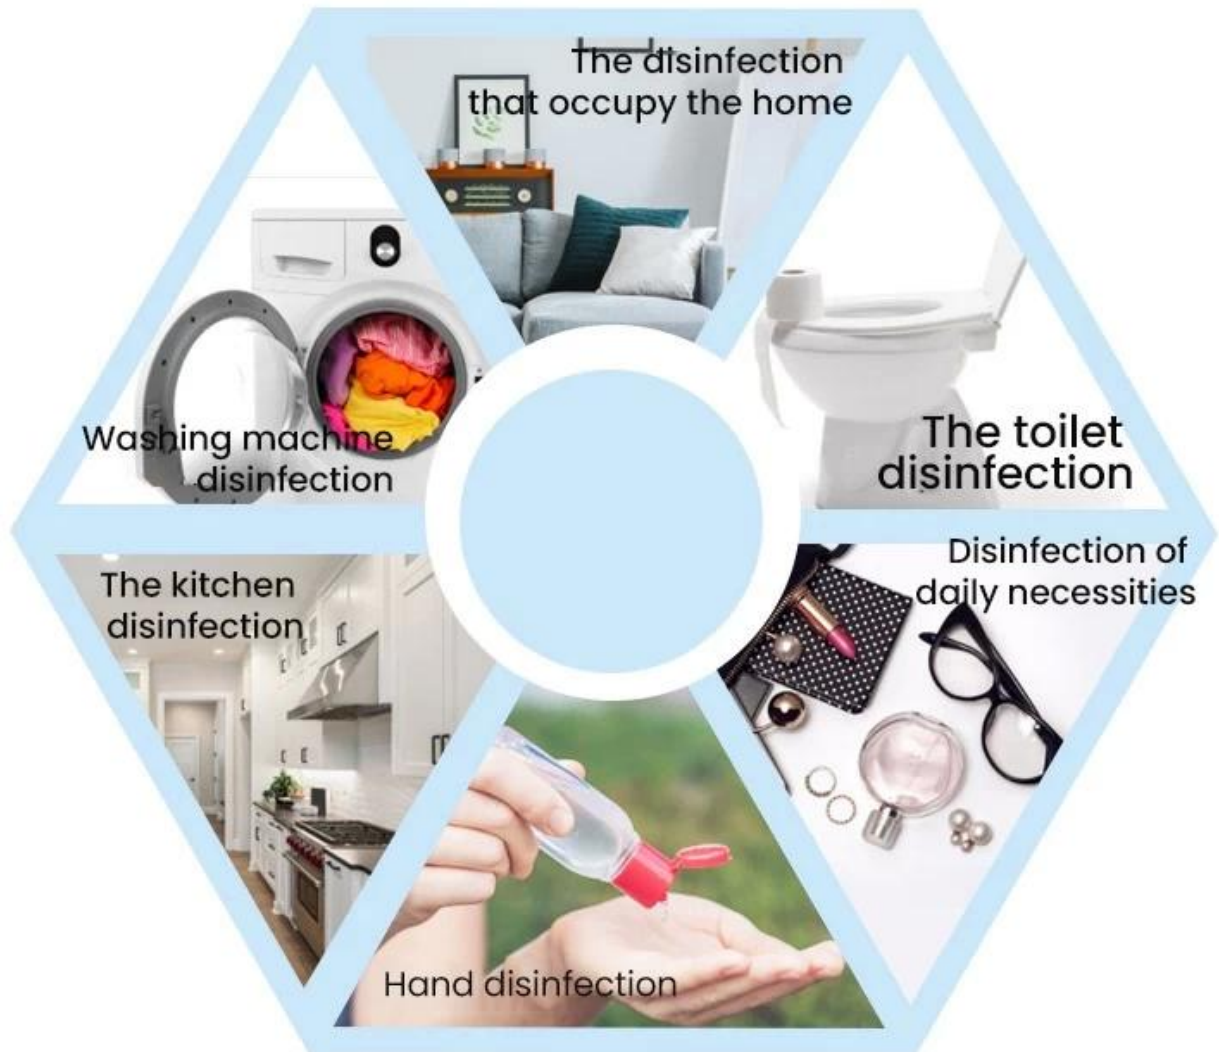 The disinfection
that occupy the home
Washing machine
disinfection
The toilet
disinfection
The kitchen
disinfection
Disinfection of
daily necessities
Hand disinfection